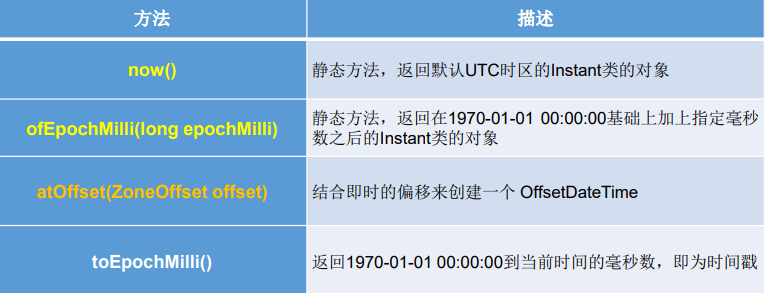 方法 描述
now() 静态方法，返回默认UTC时区的Instant类的对象
ofEpochMilli(long epochMilli) 静态方法，返回在1970-01-01 00:00:00基础上加上指定毫秒
数之后的Instant类的对象
atOffset(ZoneOffset offset) 结合即时的偏移来创建一个 OffsetDateTime
toEpochMilli() 返回1970-01-01 00:00:00到当前时间的毫秒数，即为时间戳